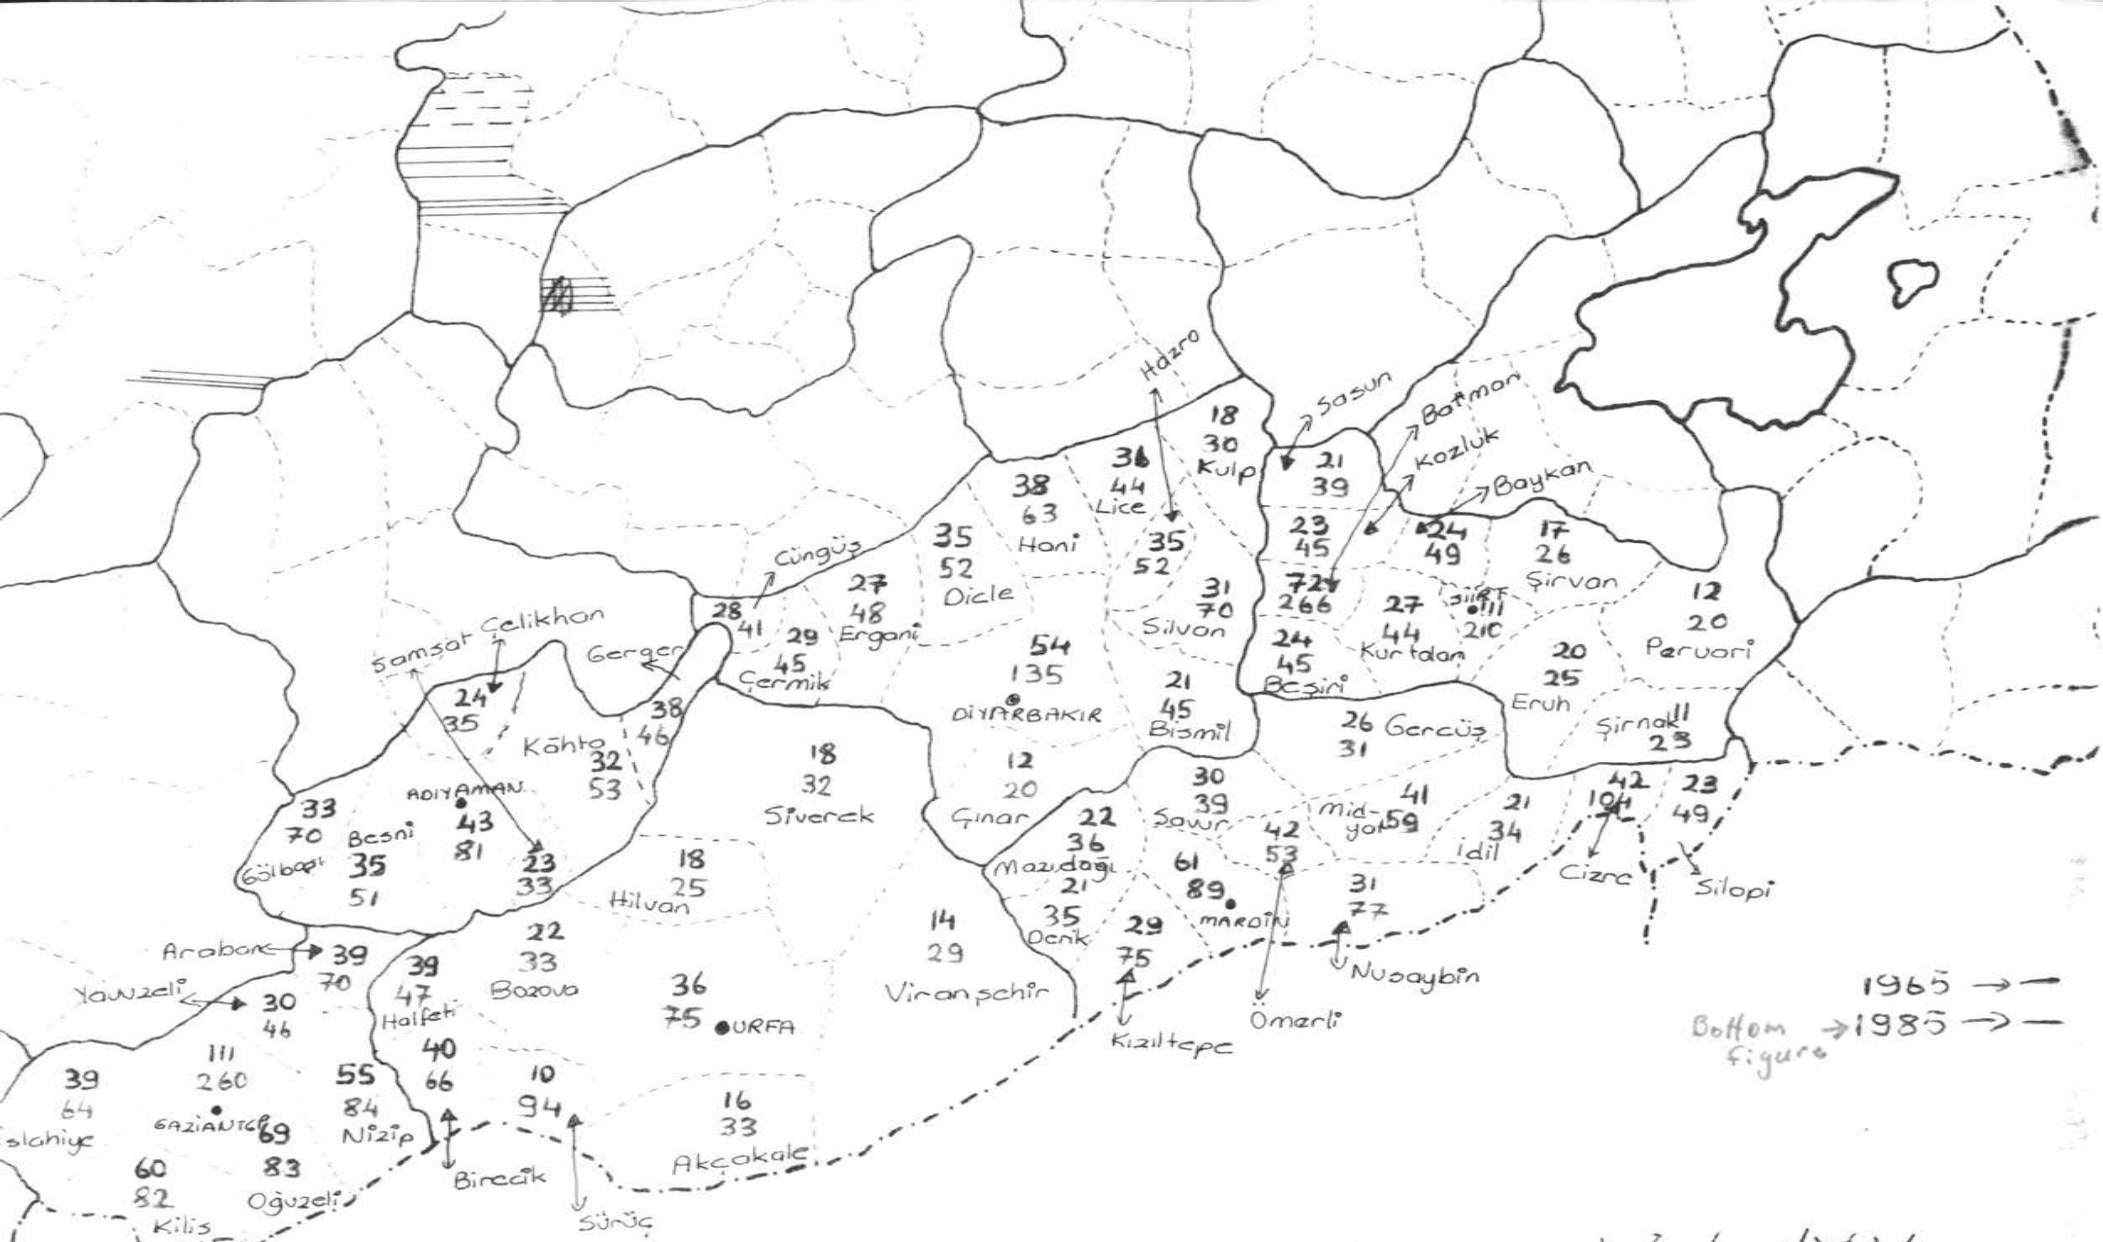 Hazro
Sasun
Batman
Kozluk
Baykan
18
30
Kulp
21
39
36
44
Lice
38
63
Hani
35
52
Dicle
35
52
23
45
24
49
17
26
Şirvan
Cüngüş
28
41
27
48
Ergani
29
45
Çermik
31
70
Silvan
72
266
27
44
Kurtalan
SİİRT
111
210
12
20
Pervari
Çelikhan
Samsat
Gerger
24
35
38
46
Kâhta
32
53
54
135
DİYARBAKIR
21
45
Bismil
24
45
Beşiri
20
25
Eruh
Şırnak
11
23
26
31
Gercüş
ADIYAMAN
43
81
33
70
Gölbaşı
Besni
35
51
23
33
18
32
Siverek
12
20
Çınar
30
39
Savur
22
36
Mazıdağı
42
53
Mid-
yat
41
59
21
34
İdil
42
104
23
49
Cizre
Silopi
18
25
Hilvan
21
35
Derik
61
89
MARDİN
31
77
29
75
Nusaybin
Ömerli
Kızıltepe
14
29
Viranşehir
22
33
Bozova
36
75
URFA
Araban
39
70
Yavuzeli
30
46
39
47
Halfeti
1965
Bottom
figure
1985
39
64
slahiye
111
260
GAZİANTEP
55
84
Nizip
40
66
10
94
16
33
Akçakale
69
83
Oğuzeli
60
82
Kilis
Birecik
Sürüç